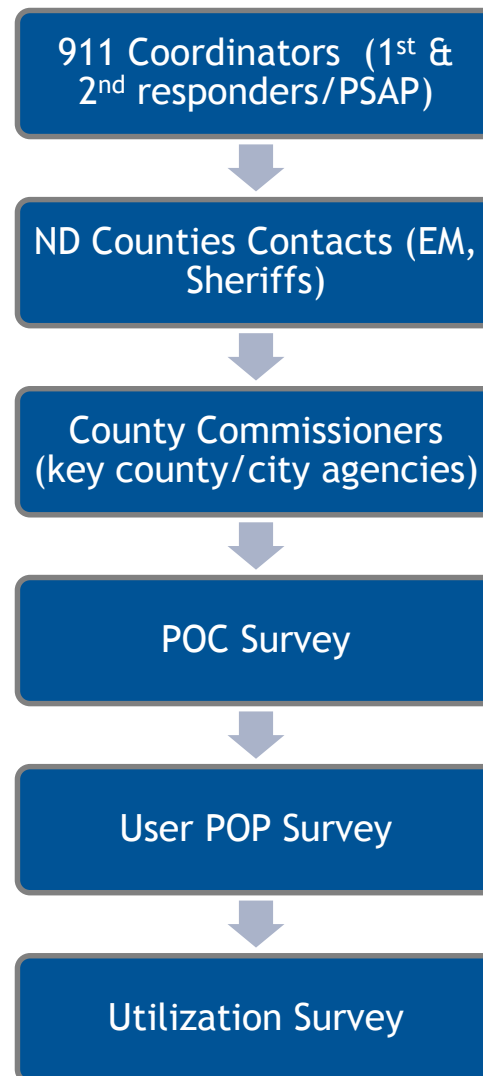 911 Coordinators (1st &
2nd responders/PSAP)
ND Counties Contacts (EM,
Sheriffs)
County Commissioners
(key county/city agencies)
POC Survey
User POP Survey
Utilization Survey